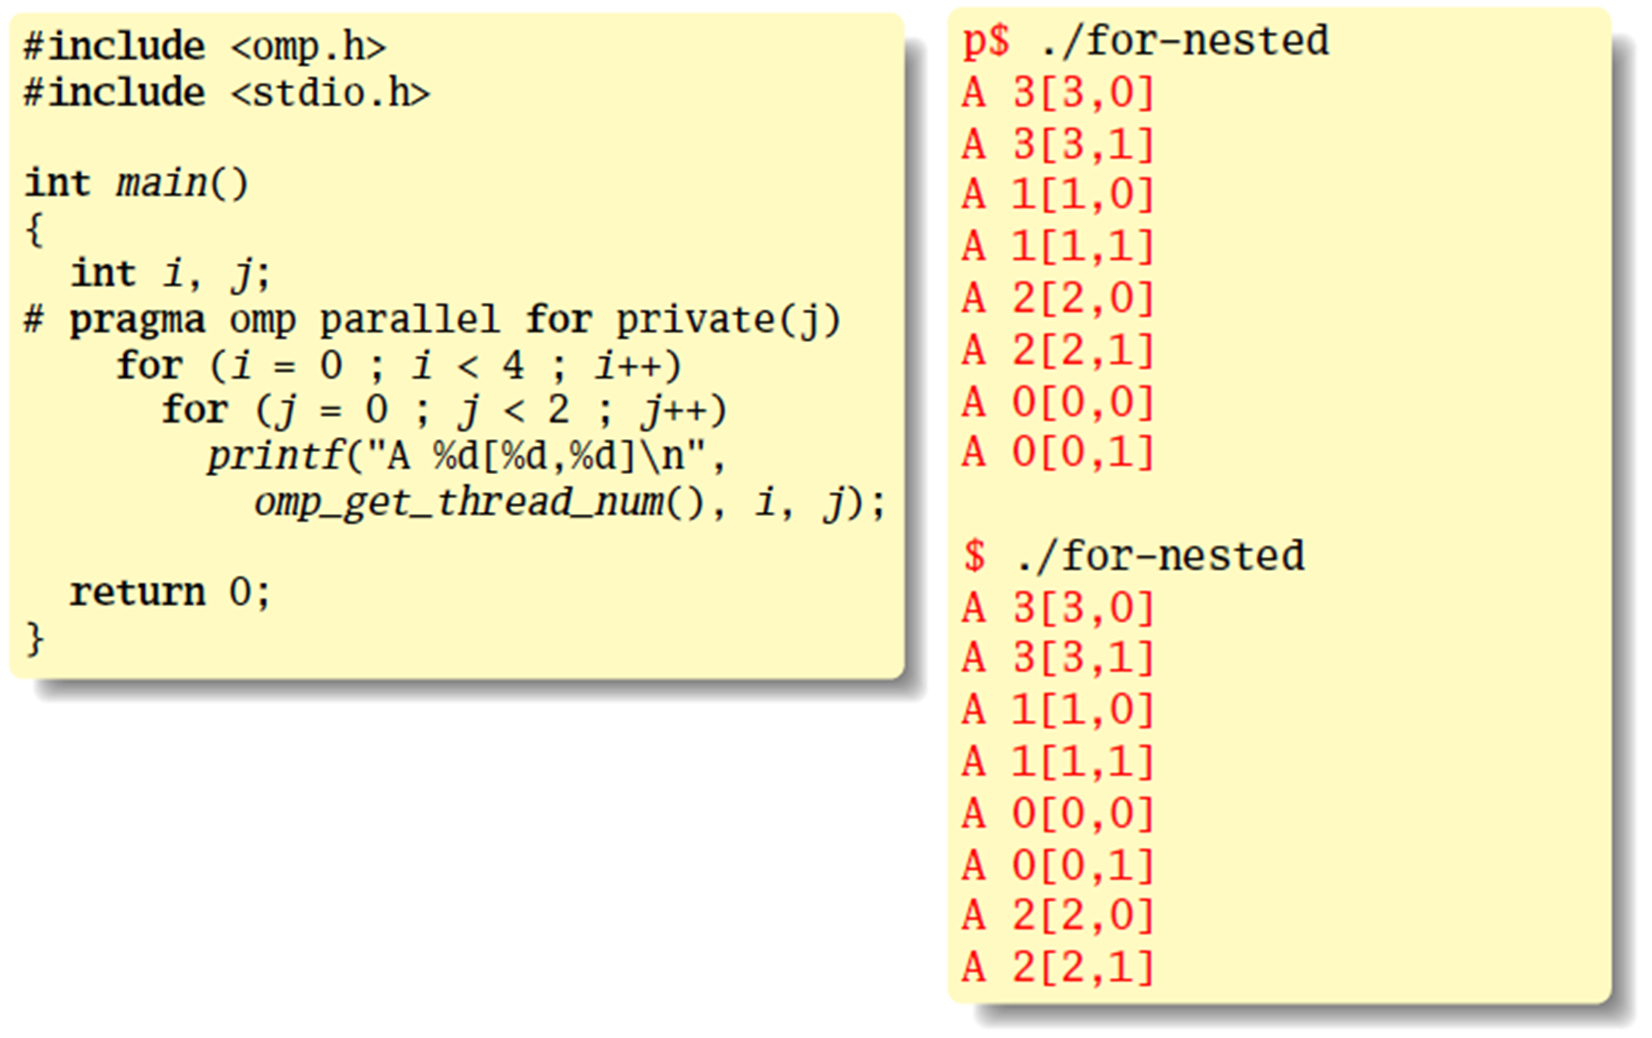 #include <omp.h>
#include <stdio.h>
int main()
{
int i, j;
# pragma omp parallel for private(j)
for (i = 0 ; i < 4 ; i++)
for (j = 0 ; j < 2 ; j++)
printf("A %d[%d,%d]\n",
omp_get_thread_num(), i, j);
return 0;
}
p$ ./for-nested
A 3[3,0]
A 3[3,1]
A 1[1,0]
A 1[1,1]
A 2[2,0]
A 2[2,1]
A 0[0,0]
A 0[0,1]
$ ./for-nested
A 3[3,0]
A 3[3,1]
A 1[1,0]
A 1[1,1]
A 0[0,0]
A 0[0,1]
A 2[2,0]
A 2[2,1]